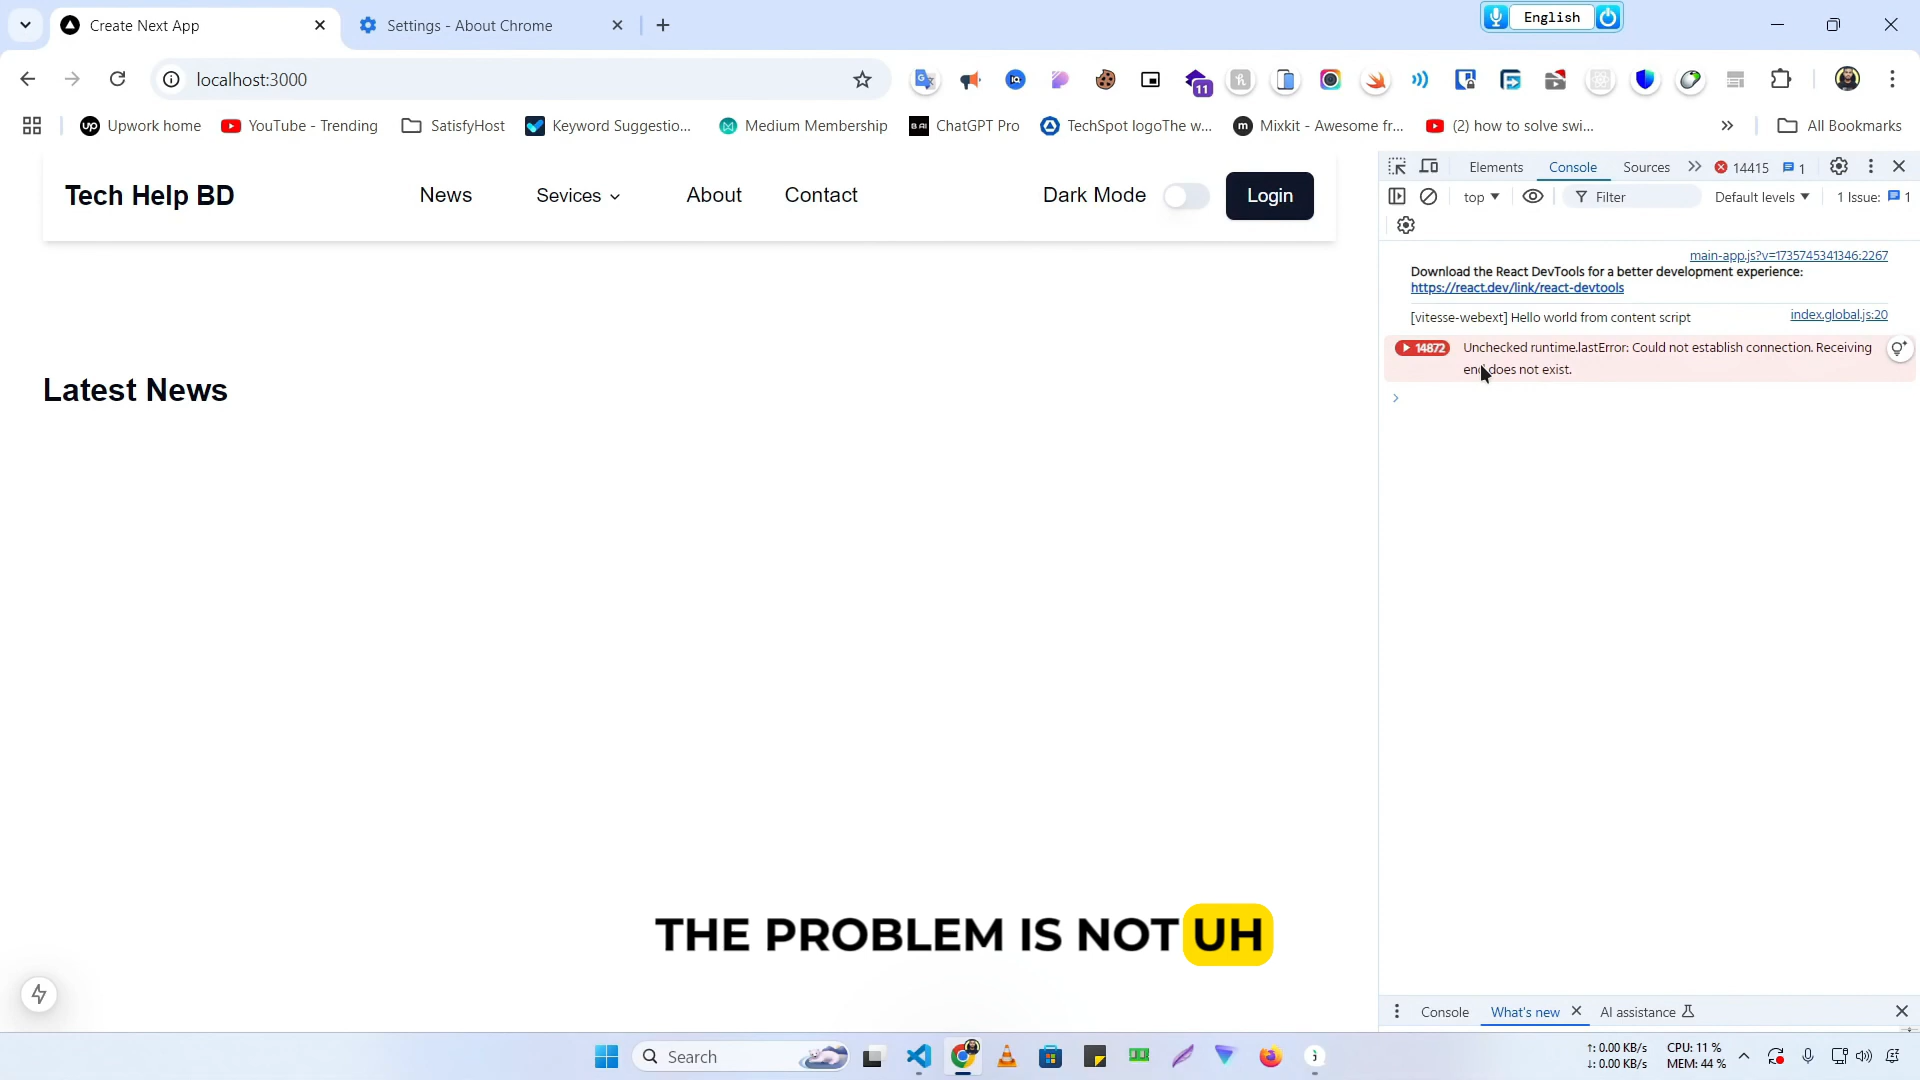 Create Next App
Settings - About Chrome
English
localhost:3000
11
Upwork home
YouTube - Trending
SatisfyHost
Keyword Suggestio...
Medium Membership
ChatGPT Pro
TechSpot logoThe w...
Mixkit - Awesome fr...
(2) how to solve swi...
All Bookmarks
Tech Help BD
News
Sevices
About
Contact
Dark Mode
Login
Latest News
Elements
Console
Sources
14415
1
top
Filter
Default levels
1 Issue:
1
main-app.js?v=1735745341346:2267
Download the React DevTools for a better development experience:
https://react.dev/link/react-devtools
[vitesse-webext] Hello world from content script
index.global.js:20
14872
Unchecked runtime.lastError: Could not establish connection. Receiving
end does not exist.
THE PROBLEM IS NOT UH
Console
What's new
AI assistance
Search
↑: 0.00 KB/s
↓: 0.00 KB/s
CPU: 11 %
MEM: 44 %